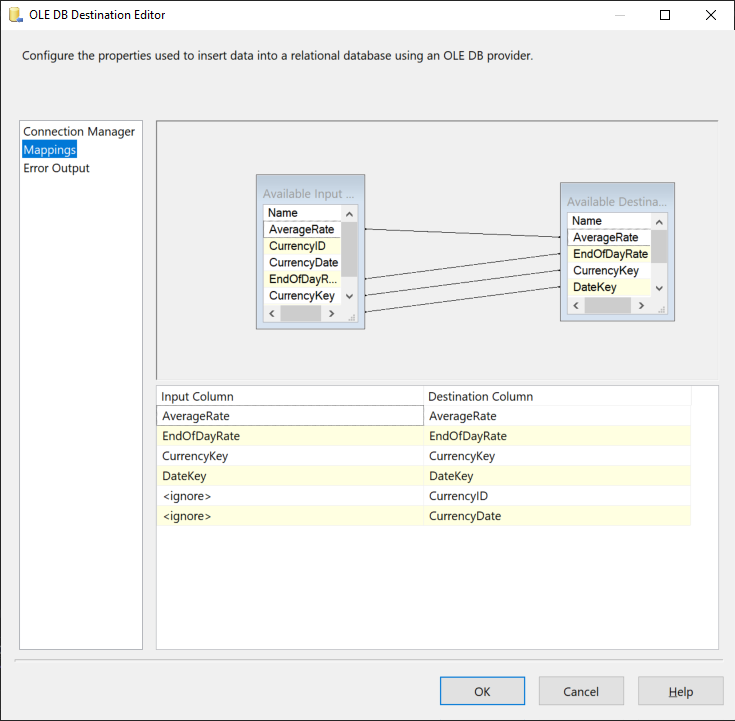 OLE DB Destination Editor
Configure the properties used to insert data into a relational database using an OLE DB provider.
Connection Manager
Mappings
Error Output
Available Input ...
Name
AverageRate
CurrencyID
CurrencyDate
EndOfDayR...
CurrencyKey
Available Destina...
Name
AverageRate
EndOfDayRate
CurrencyKey
DateKey
Input Column Destination Column
AverageRate AverageRate
EndOfDayRate EndOfDayRate
CurrencyKey CurrencyKey
DateKey DateKey
<ignore> CurrencyID
<ignore> CurrencyDate
OK Cancel Help